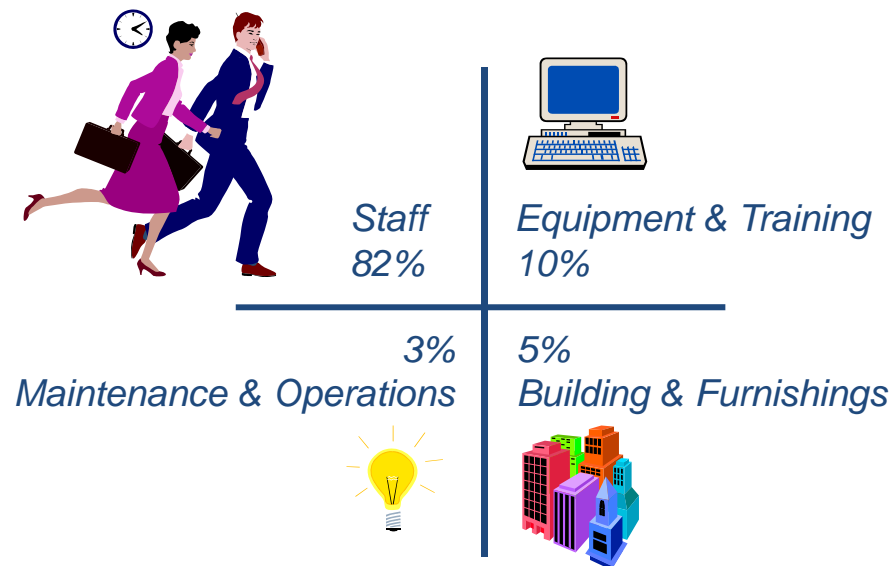 Staff
82%
Equipment & Training
10%
3%
Maintenance & Operations
5%
Building & Furnishings